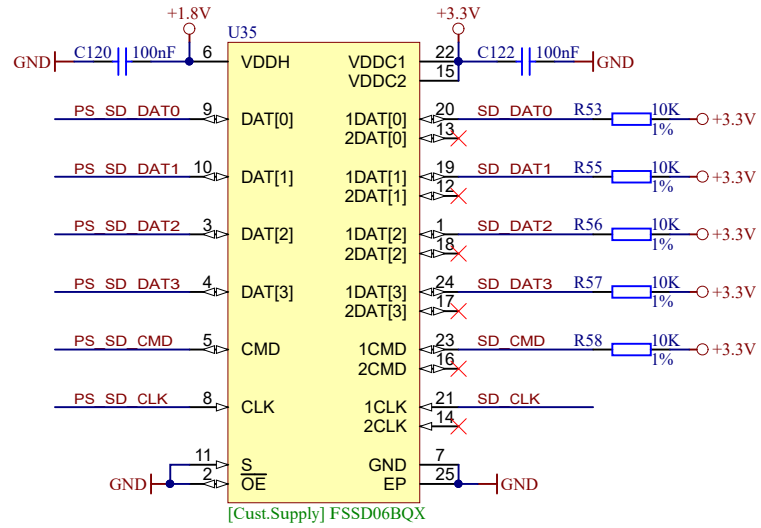 +1.8V +3.3V
U35
C120 100nF 6 VDDH VDDC1 22 C122 100nF
GND GND
VDDC2 15
PS_SD_DAT0 9 DAT[0] 1DAT[0] 20 SD_DAT0 R53 10K +3.3V
2DAT[0] 13 1%
PS_SD_DAT1 10 DAT[1] 1DAT[1] 19 SD_DAT1 R55 10K +3.3V
2DAT[1] 12 1%
PS_SD_DAT2 3 DAT[2] 1DAT[2] 1 SD_DAT2 R56 10K +3.3V
2DAT[2] 18 1%
PS_SD_DAT3 4 DAT[3] 1DAT[3] 24 SD_DAT3 R57 10K +3.3V
2DAT[3] 17 1%
PS_SD_CMD 5 CMD 1CMD 23 SD_CMD R58 10K +3.3V
2CMD 16 1%
PS_SD_CLK 8 CLK 1CLK 21 SD_CLK
2CLK 14
11 S GND 7
GND 2 OE EP 25 GND
[Cust.Supply] FSSD06BQX